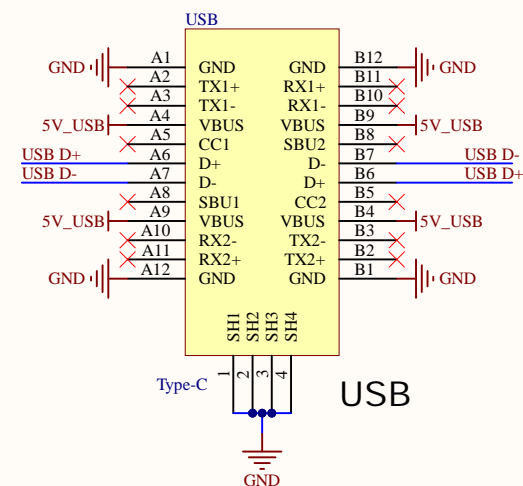 USB
GND A1 GND GND B12 GND
A2 TX1+ RX1+ B11
A3 TX1- RX1- B10
5V_USB A4 VBUS VBUS B9 5V_USB
A5 CC1 SBU2 B8
USB D+ A6 D+ D- B7 USB D-
USB D- A7 D- D+ B6 USB D+
A8 SBU1 CC2 B5
5V_USB A9 VBUS VBUS B4 5V_USB
A10 RX2- TX2- B3
A11 RX2+ TX2+ B2
GND A12 GND GND B1 GND
SH1 SH2 SH3 SH4
1 2 3 4
Type-C
USB
GND